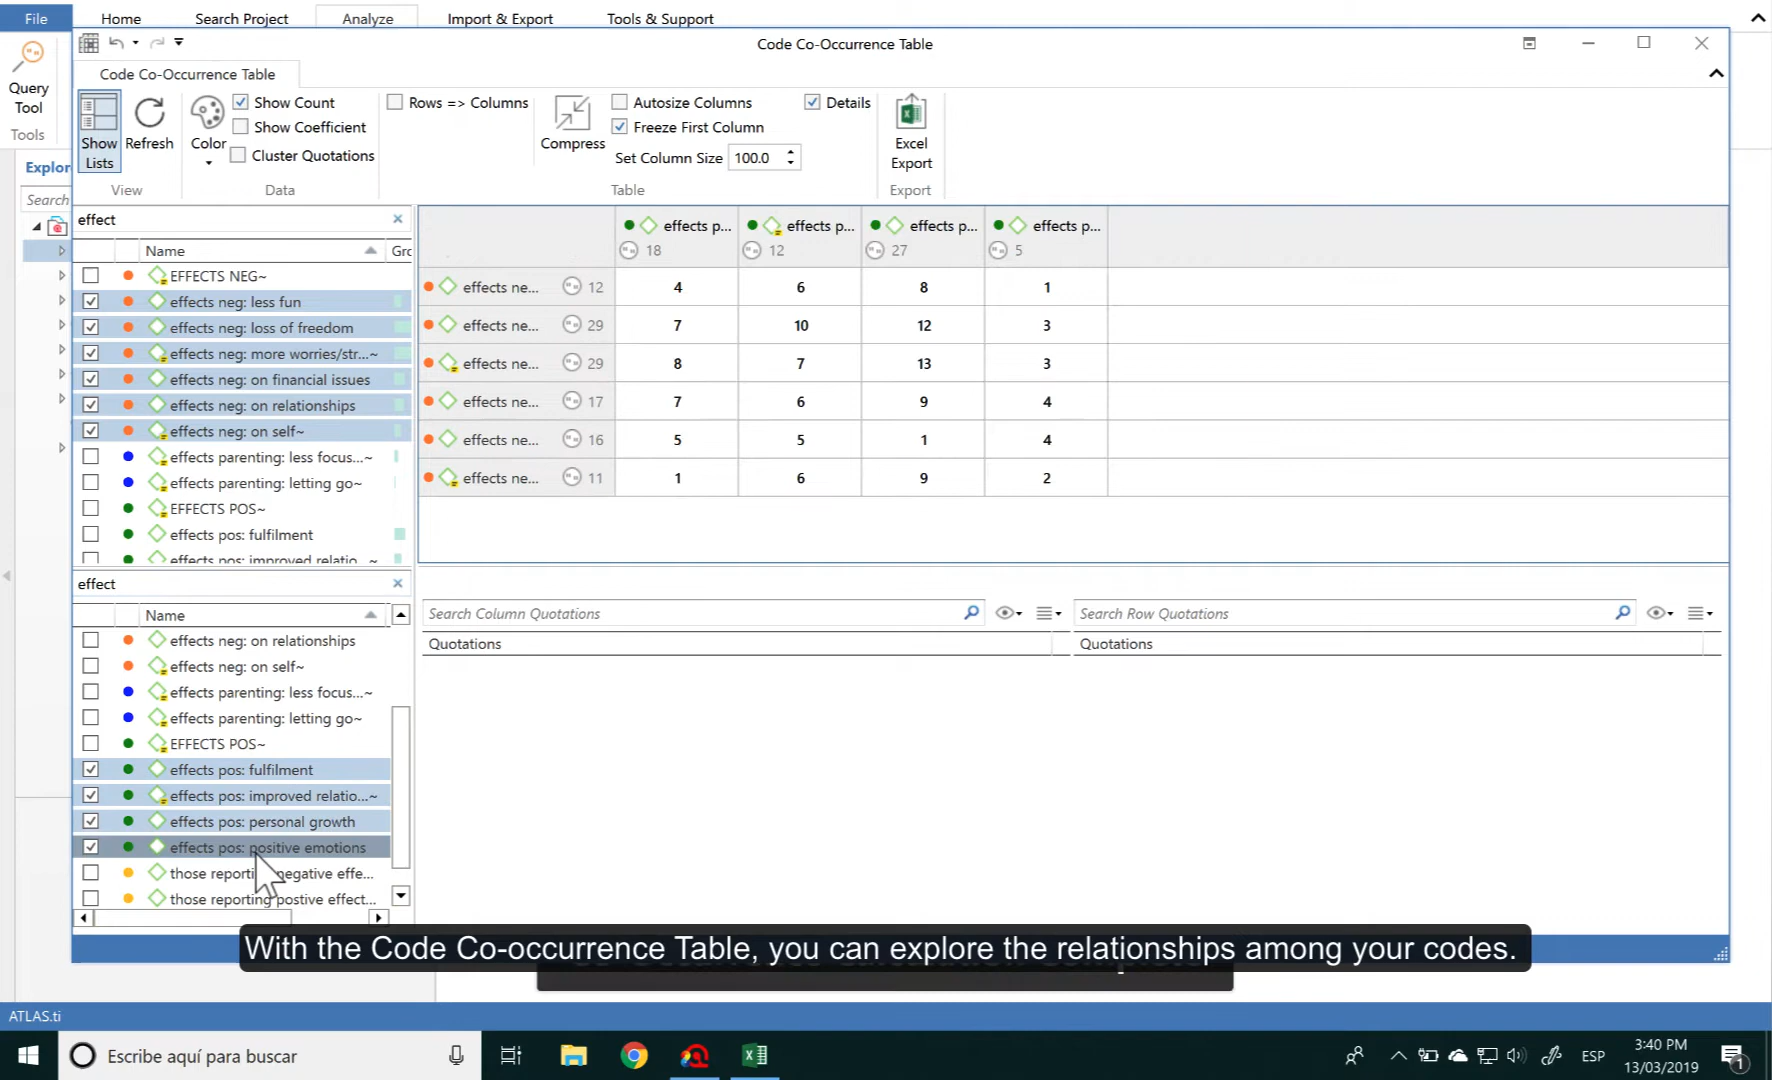 File Home Search Project Analyze Import & Export Tools & Support
Code Co-Occurrence Table
Code Co-Occurrence Table
Query
Tool
Tools
Show
Lists
Refresh
View
Color
Show Count
Show Coefficient
Cluster Quotations
Data
Rows => Columns
Compress
Autosize Columns
Freeze First Column
Set Column Size 100.0
Details
Table
Excel
Export
Export
Explor
Search
effect
Name Grc
EFFECTS NEG~
effects neg: less fun
effects neg: loss of freedom
effects neg: more worries/str...~
effects neg: on financial issues
effects neg: on relationships
effects neg: on self~
effects parenting: less focus...~
effects parenting: letting go~
EFFECTS POS~
effects pos: fulfilment
effects pos: improved relatio...~
effects p... effects p... effects p... effects p...
18 12 27 5
effects ne... 12 4 6 8 1
effects ne... 29 7 10 12 3
effects ne... 29 8 7 13 3
effects ne... 17 7 6 9 4
effects ne... 16 5 5 1 4
effects ne... 11 1 6 9 2
effect
Name
effects neg: on relationships
effects neg: on self~
effects parenting: less focus...~
effects parenting: letting go~
EFFECTS POS~
effects pos: fulfilment
effects pos: improved relatio...~
effects pos: personal growth
effects pos: positive emotions
those reporti negative effe...
those reporting postive effect...
Search Column Quotations
Quotations
Search Row Quotations
Quotations
With the Code Co-occurrence Table, you can explore the relationships among your codes.
ATLAS.ti
Escribe aquí para buscar
ESP
3:40 PM
13/03/2019
1